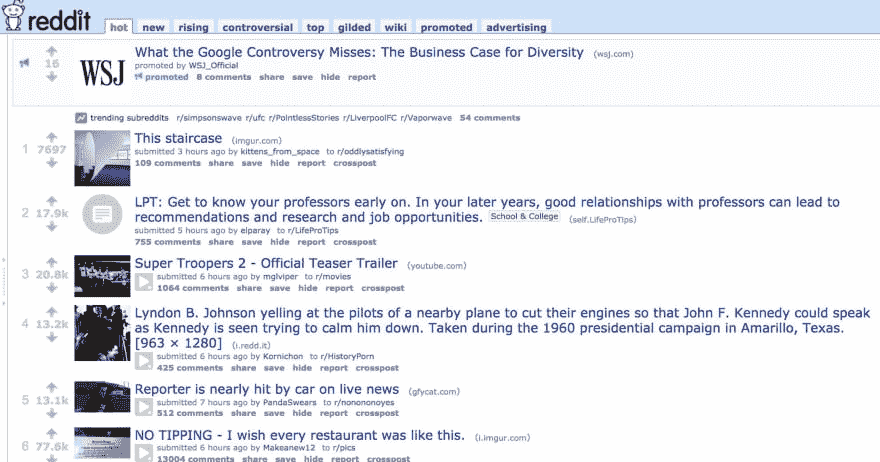 reddit hot new rising controversial top gilded wiki promoted advertising
What the Google Controversy Misses: The Business Case for Diversity (wsj.com)
16
WSJ
promoted by WSJ_Official
promoted 8 comments share save hide report
trending subreddits r/simpsonswave r/ufc r/PointlessStories r/LiverpoolFC r/Vaporwave 54 comments
This staircase (imgur.com)
1 7697 submitted 3 hours ago by kittens_from_space to r/oddlysatisfying
109 comments share save hide report crosspost
LPT: Get to know your professors early on. In your later years, good relationships with professors can lead to
2 17.9k recommendations and research and job opportunities. School & College (self.LifeProTips)
submitted 5 hours ago by elparay to r/LifeProTips
755 comments share save hide report crosspost
Super Troopers 2 - Official Teaser Trailer (youtube.com)
3 20.8k submitted 6 hours ago by mglviper to r/movies
1064 comments share save hide report crosspost
Lyndon B. Johnson yelling at the pilots of a nearby plane to cut their engines so that John F. Kennedy could speak
4 13.2k as Kennedy is seen trying to calm him down. Taken during the 1960 presidential campaign in Amarillo, Texas.
[963 × 1280] (i.redd.it)
submitted 6 hours ago by Kornichon to r/HistoryPorn
425 comments share save hide report crosspost
Reporter is nearly hit by car on live news (gfycat.com)
5 13.1k submitted 7 hours ago by PandaSwears to r/nononononoyes
512 comments share save hide report crosspost
NO TIPPING - I wish every restaurant was like this. (i.imgur.com)
6 77.6k submitted 6 hours ago by Makeanew12 to r/pics
13004 comments share save hide report crosspost